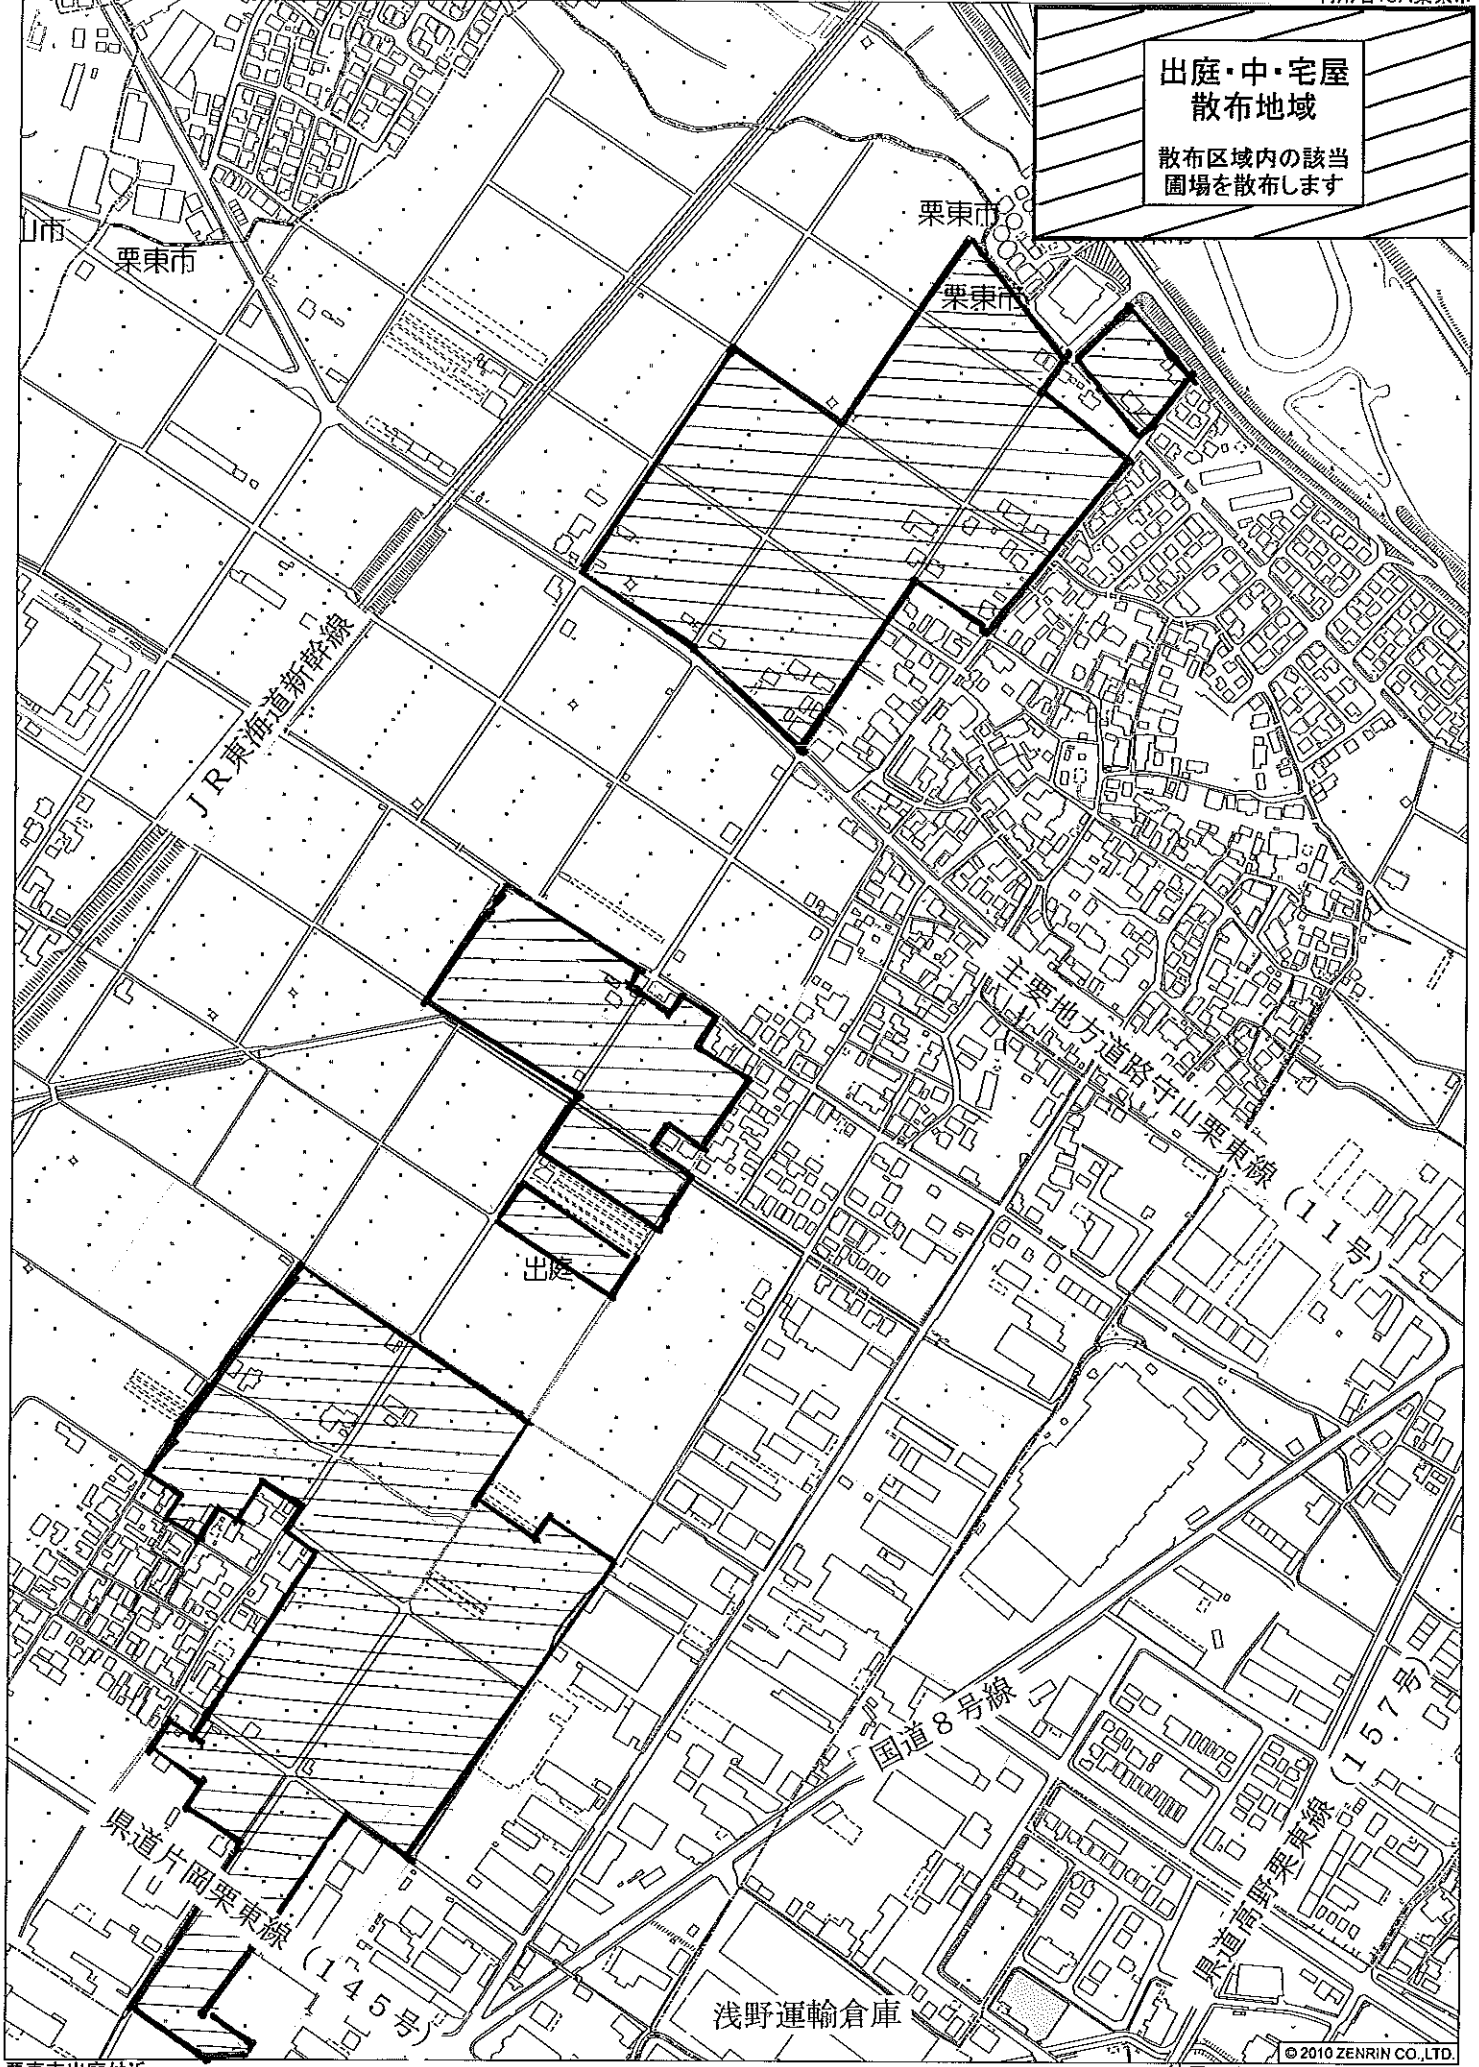 出庭・中・宅屋
散布地域
散布区域内の該当
圃場を散布します
栗東市
山市
栗東市
栗東市
JR東海道新幹線
主要地方道路守山栗東線(11号)
出庭
国道8号線
県道高野栗東線(157号)
県道片岡栗東線(145号)
浅野運輸倉庫
© 2010 ZENRIN CO.,LTD.